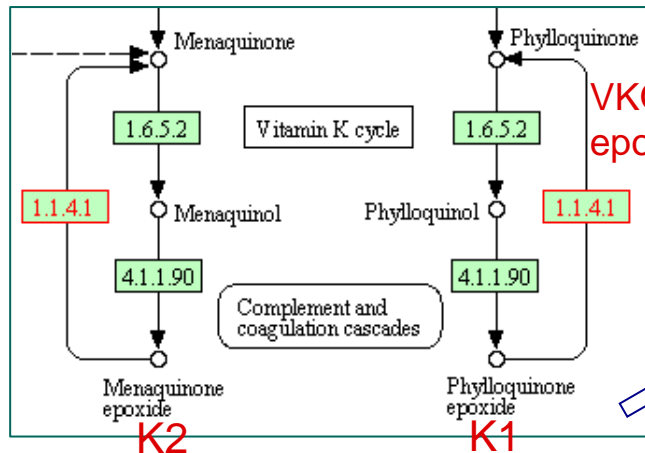 Menaquinone
Phylloquinone
1.6.5.2
Vitamin K cycle
1.6.5.2
1.1.4.1
Menaquinol
Phylloquinol
1.1.4.1
4.1.1.90
4.1.1.90
Complement and
coagulation cascades
Menaquinone
epoxide
Phylloquinone
epoxide
K2
K1